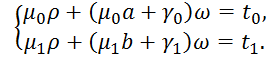 μ₀ρ + (μ₀a + γ₀)ω = t₀,
μ₁ρ + (μ₁b + γ₁)ω = t₁.